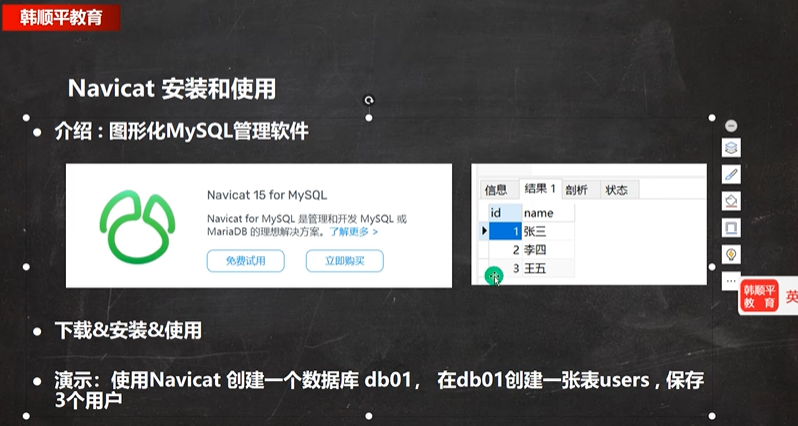 韩顺平教育
Navicat 安装和使用
介绍：图形化MySQL管理软件
Navicat 15 for MySQL
Navicat for MySQL 是管理和开发 MySQL 或
MariaDB 的理想解决方案。了解更多 >
免费试用 立即购买
信息 结果 1 剖析 状态
id name
1 张三
2 李四
3 王五
韩顺平
教 育
英
下载&安装&使用
演示：使用Navicat 创建一个数据库 db01， 在db01创建一张表users , 保存
3个用户